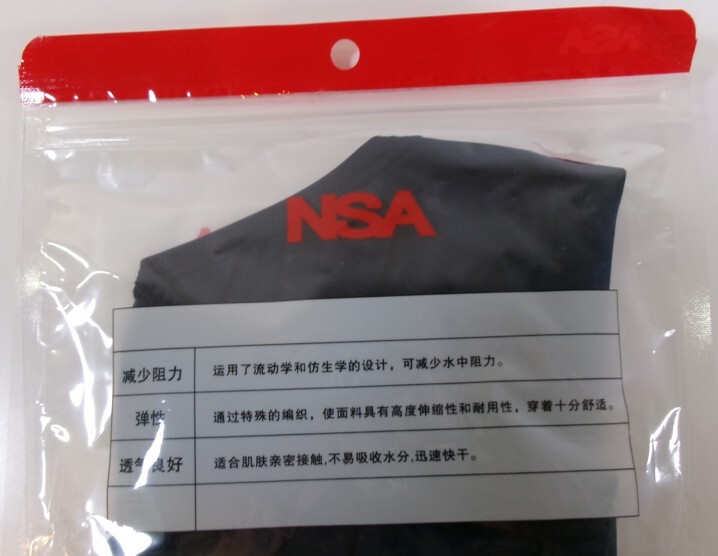 NSA
NSA
减少阻力 运用了流动学和仿生学的设计，可减少水中阻力。
弹性 通过特殊的编织，使面料具有高度伸缩性和耐用性，穿着十分舒适。
透气良好 适合肌肤亲密接触,不易吸收水分,迅速快干。